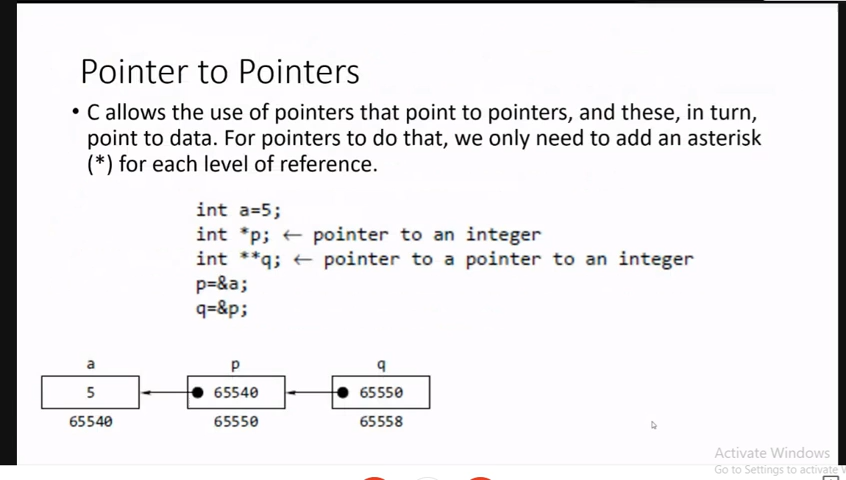 Pointer to Pointers
• C allows the use of pointers that point to pointers, and these, in turn,
point to data. For pointers to do that, we only need to add an asterisk
(*) for each level of reference.
int a=5;
int *p; ← pointer to an integer
int **q; ← pointer to a pointer to an integer
p=&a;
q=&p;
a p q
5 65540 65550
65540 65550 65558
Activate Windows
Go to Settings to activate